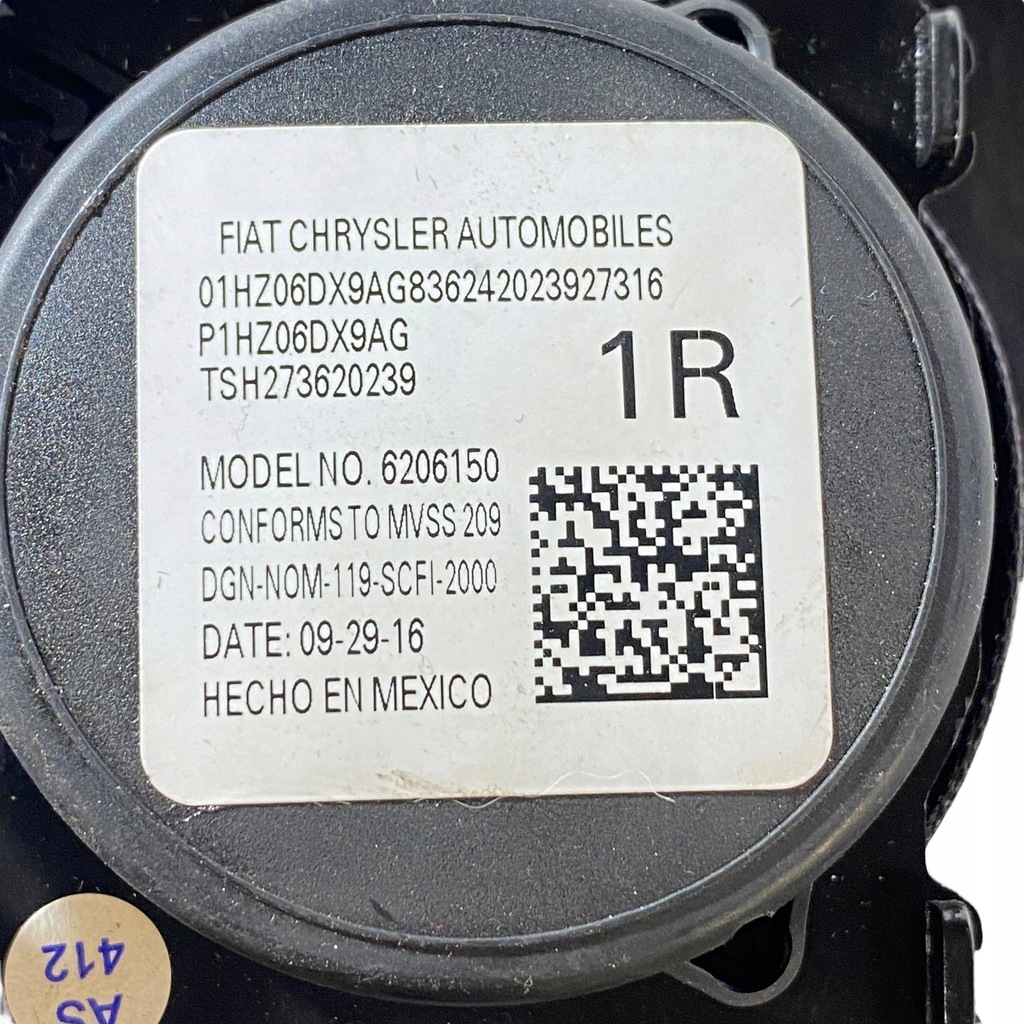 FIAT CHRYSLER AUTOMOBILES
01HZ06DX9AG836242023927316
P1HZ06DX9AG
TSH273620239
1R
MODEL NO. 6206150
CONFORMS TO MVSS 209
DGN-NOM-119-SCFI-2000
DATE: 09-29-16
HECHO EN MEXICO
AS
412